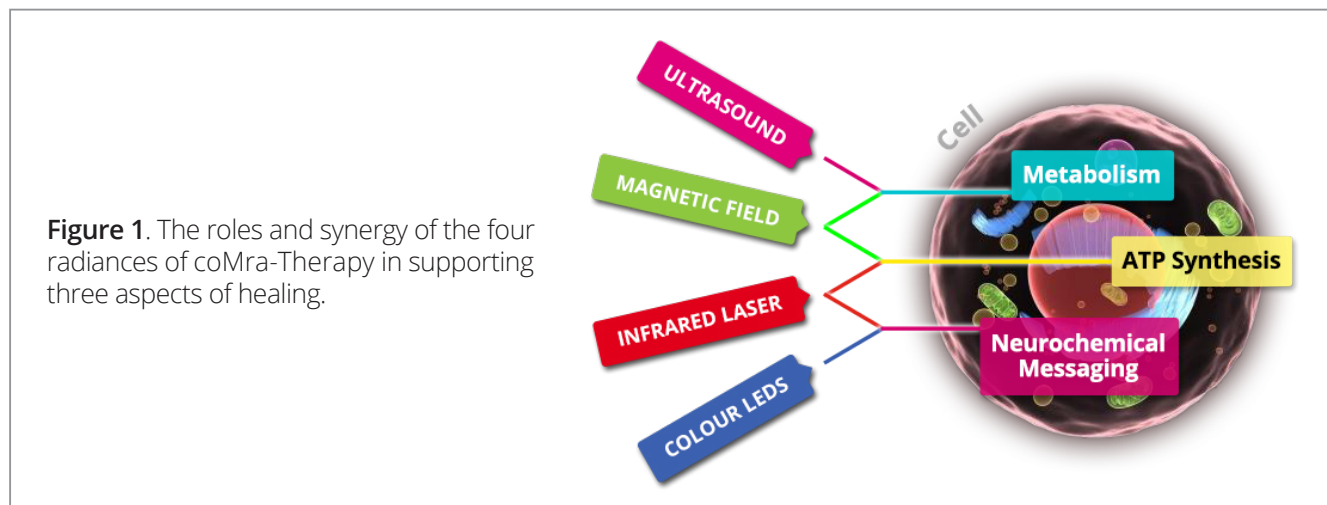 Figure 1. The roles and synergy of the four
radiances of coMra-Therapy in supporting
three aspects of healing.
ULTRASOUND
MAGNETIC FIELD
INFRARED LASER
COLOUR LEDS
Cell
Metabolism
ATP Synthesis
Neurochemical
Messaging